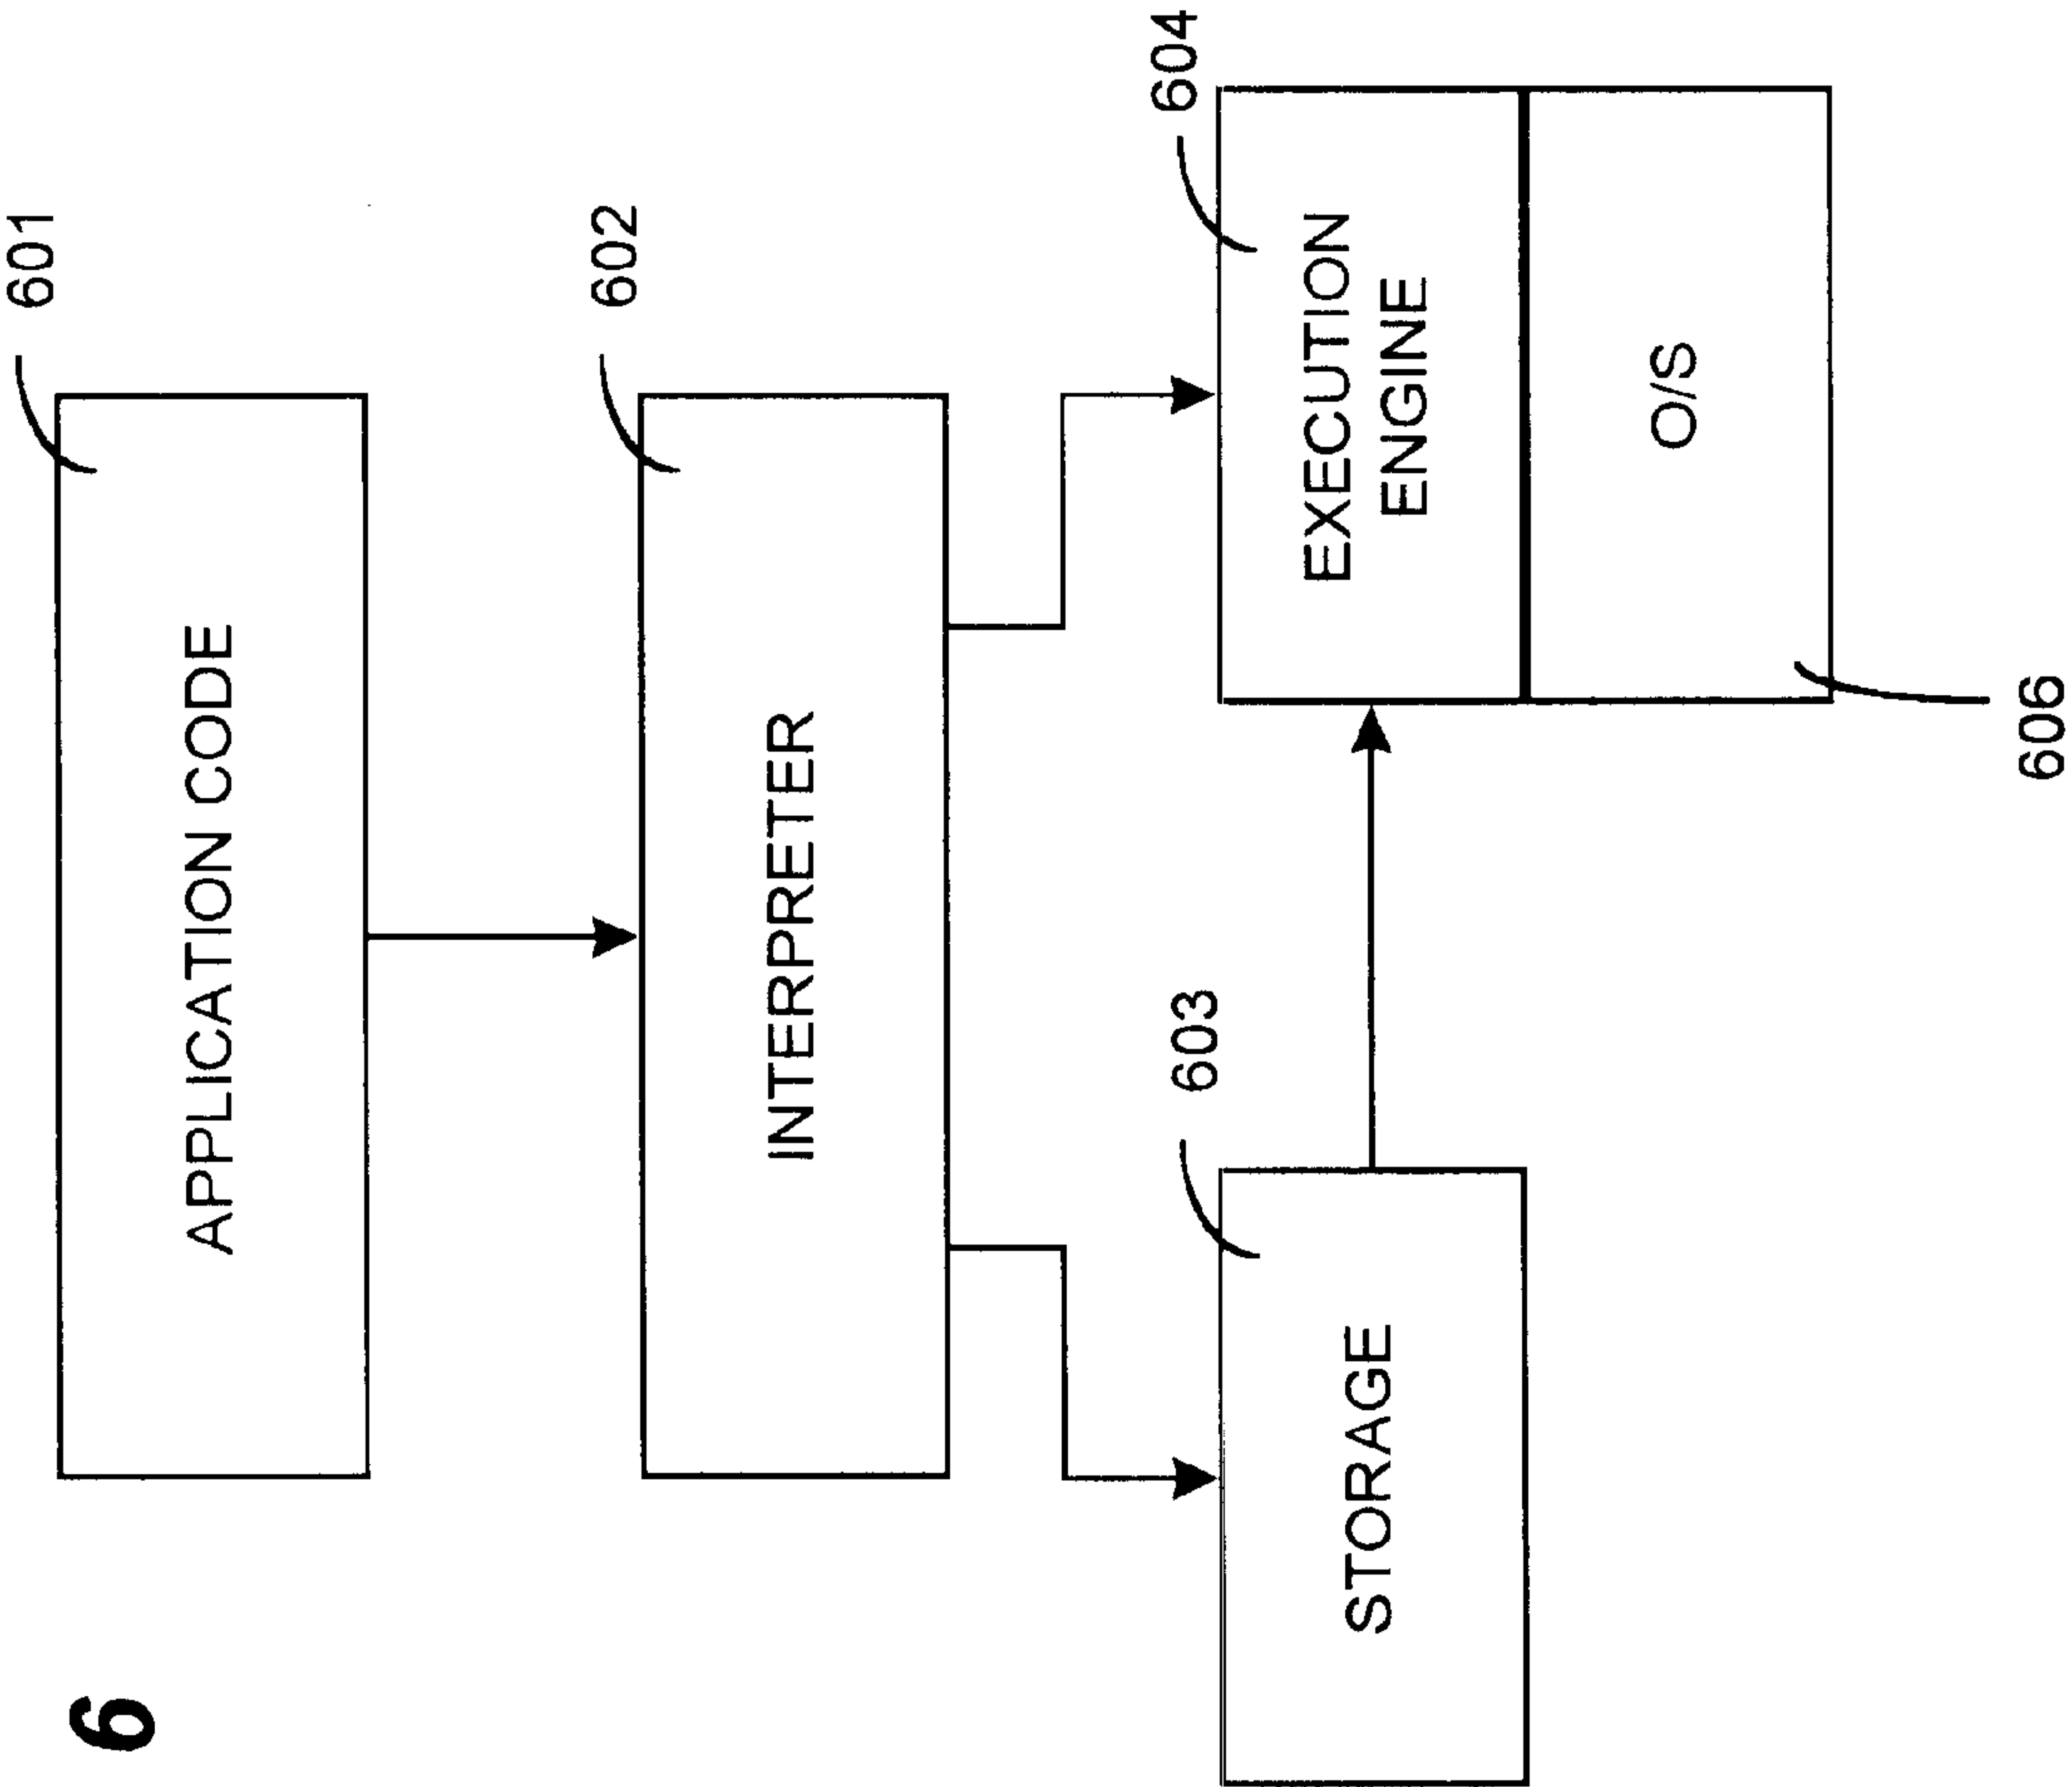 6
601
APPLICATION CODE
602
INTERPRETER
603
STORAGE
604
EXECUTION
ENGINE
O/S
606